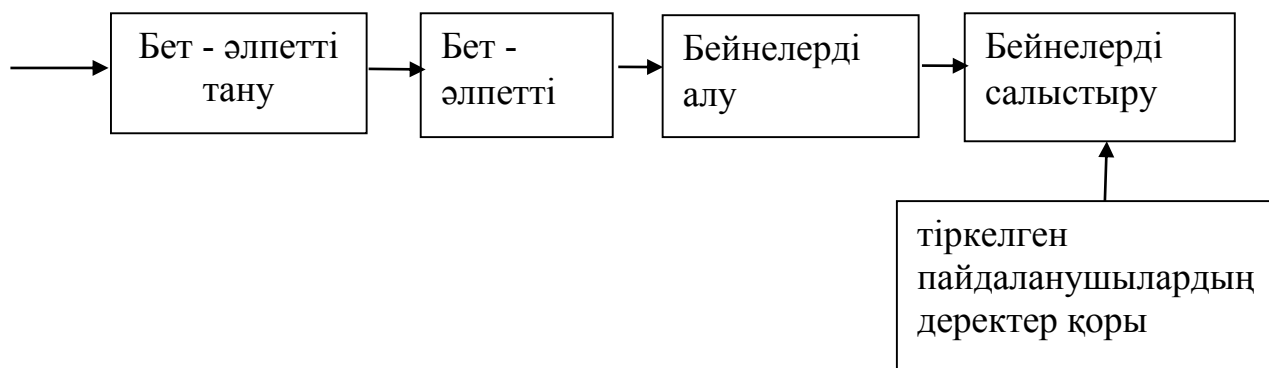 Бет - әлпетті
тану
Бет -
әлпетті
Бейнелерді
алу
Бейнелерді
салыстыру
тіркелген
пайдаланушылардың
деректер қоры